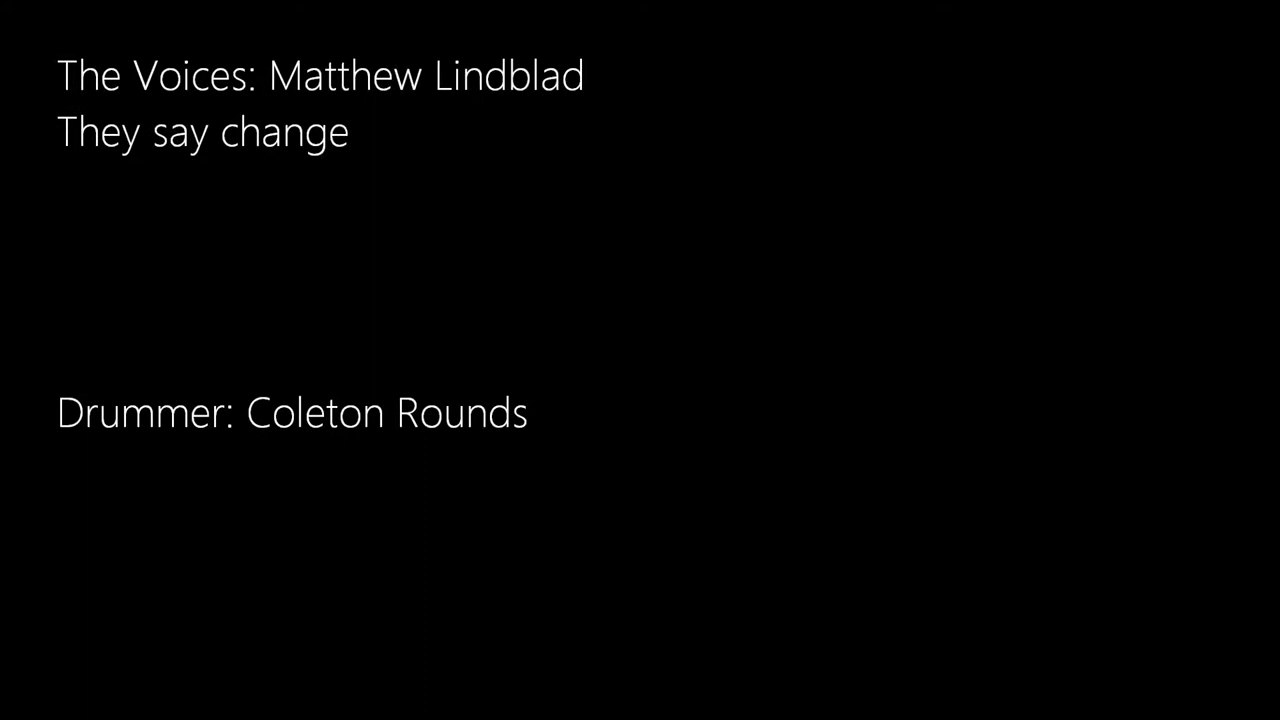 The Voices: Matthew Lindblad
They say change
Drummer: Coleton Rounds